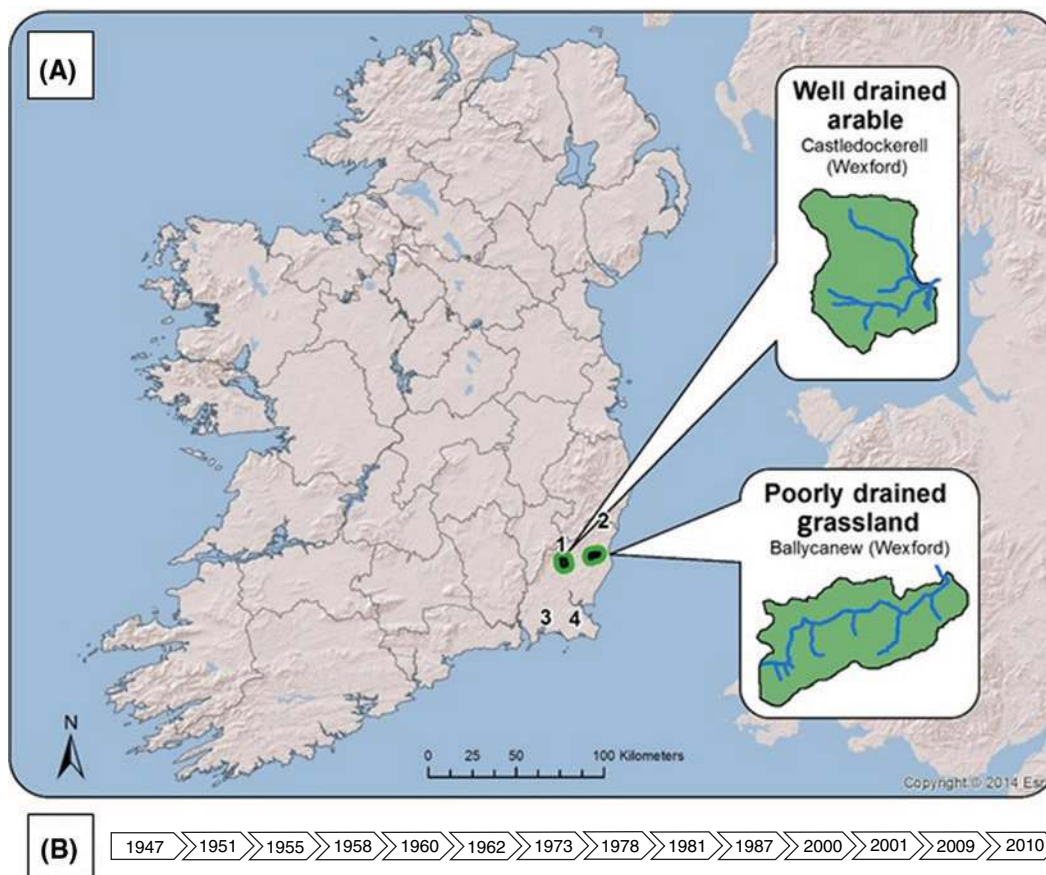 (A)
Well drained
arable
Castledockerell
(Wexford)
2
1
Poorly drained
grassland
Ballycanew (Wexford)
3 4
N
0 25 50 100 Kilometers
Copyright © 2014 Esr
(B)
1947 1951 1955 1958 1960 1962 1973 1978 1981 1987 2000 2001 2009 2010